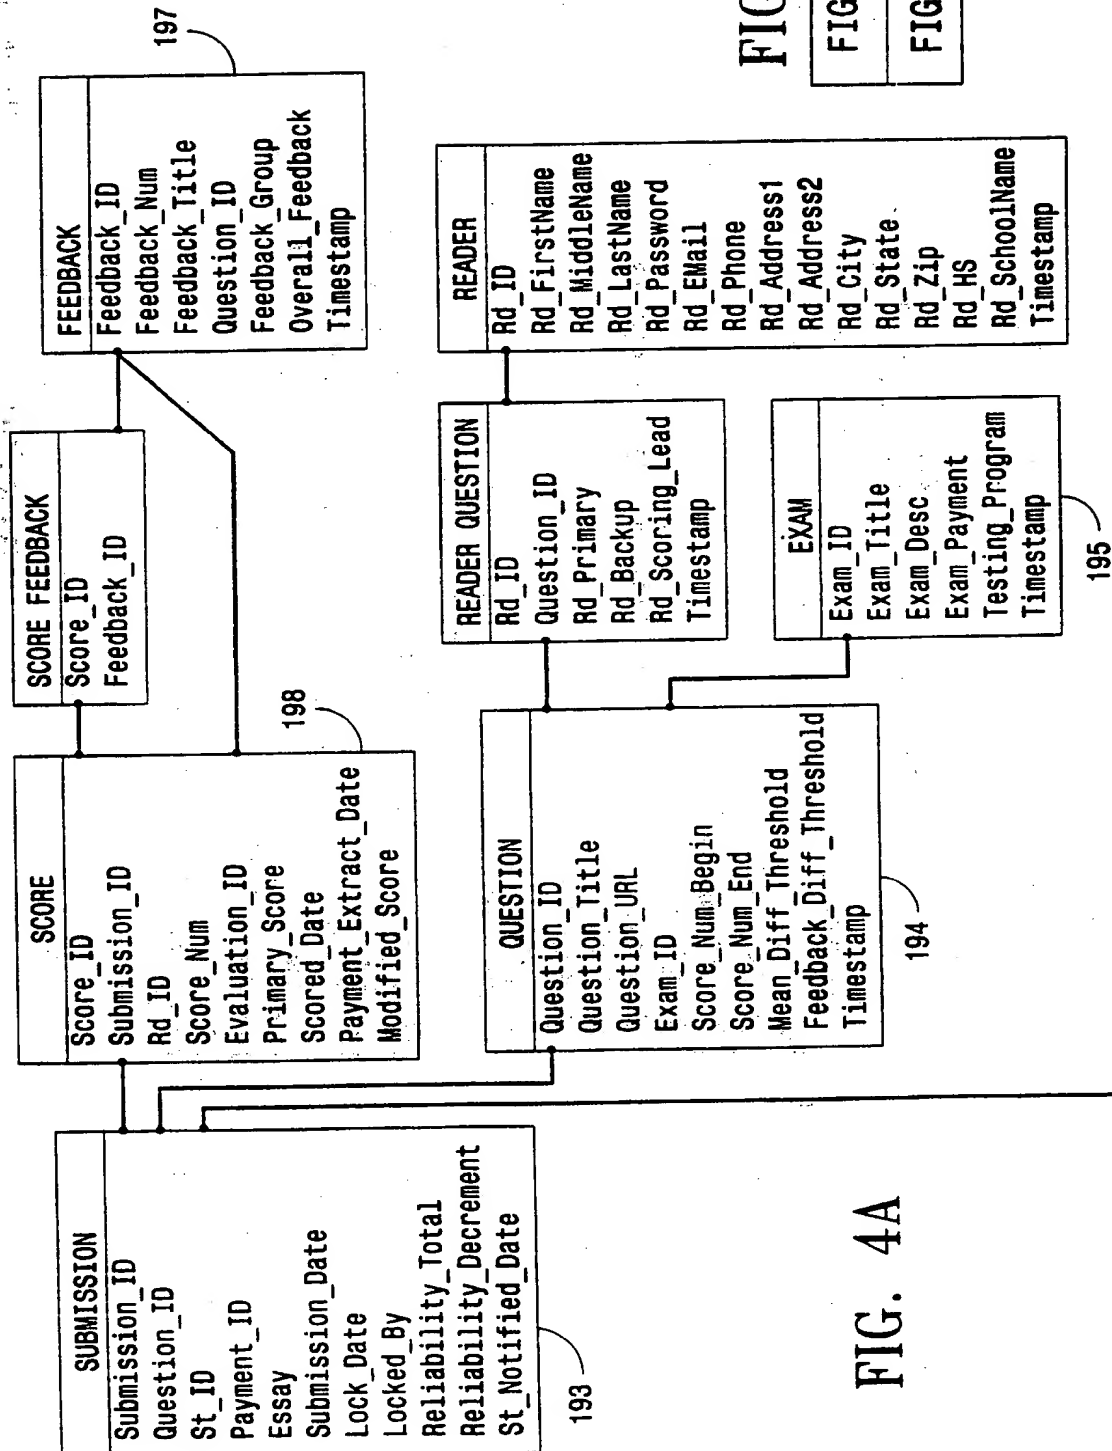 SUBMISSION
Submission_ID
Question_ID
St_ID
Payment_ID
Essay
Submission_Date
Lock_Date
Locked_By
Reliability_Total
Reliability_Decrement
St_Notified_Date
193
SCORE
Score_ID
Submission_ID
Rd_ID
Score_Num
Evaluation_ID
Primary_Score
Scored_Date
Payment_Extract_Date
Modified_Score
198
SCORE FEEDBACK
Score_ID
Feedback_ID
FEEDBACK
Feedback_ID
Feedback_Num
Feedback_Title
Question_ID
Feedback_Group
Overall_Feedback
Timestamp
197
QUESTION
Question_ID
Question_Title
Question_URL
Exam_ID
Score_Num_Begin
Score_Num_End
Mean_Diff_Threshold
Feedback_Diff_Threshold
Timestamp
194
READER QUESTION
Rd_ID
Question_ID
Rd_Primary
Rd_Backup
Rd_Scoring_Lead
Timestamp
READER
Rd_ID
Rd_FirstName
Rd_MiddleName
Rd_LastName
Rd_Password
Rd_EMail
Rd_Phone
Rd_Address1
Rd_Address2
Rd_City
Rd_State
Rd_Zip
Rd_HS
Rd_SchoolName
Timestamp
EXAM
Exam_ID
Exam_Title
Exam_Desc
Exam_Payment
Testing_Program
Timestamp
195
FIG. 4A
FIG
FIG
FIG